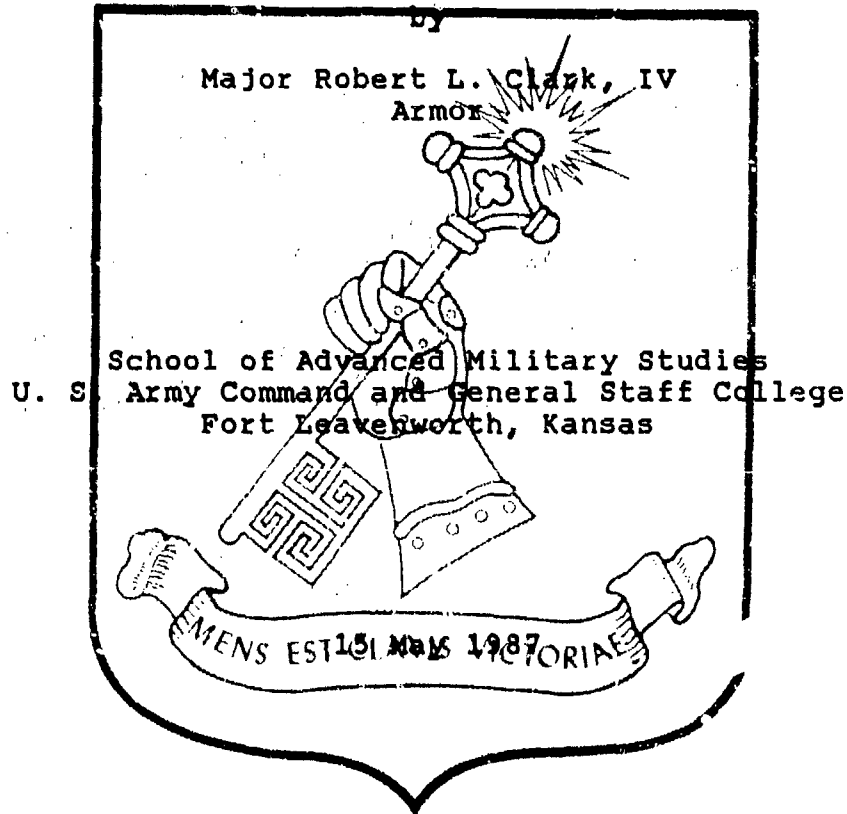 by
Major Robert L. Clark, IV
Armor
School of Advanced Military Studies
U. S. Army Command and General Staff College
Fort Leavenworth, Kansas
MENS EST CLAVIS VICTORIAE
15 May 1987